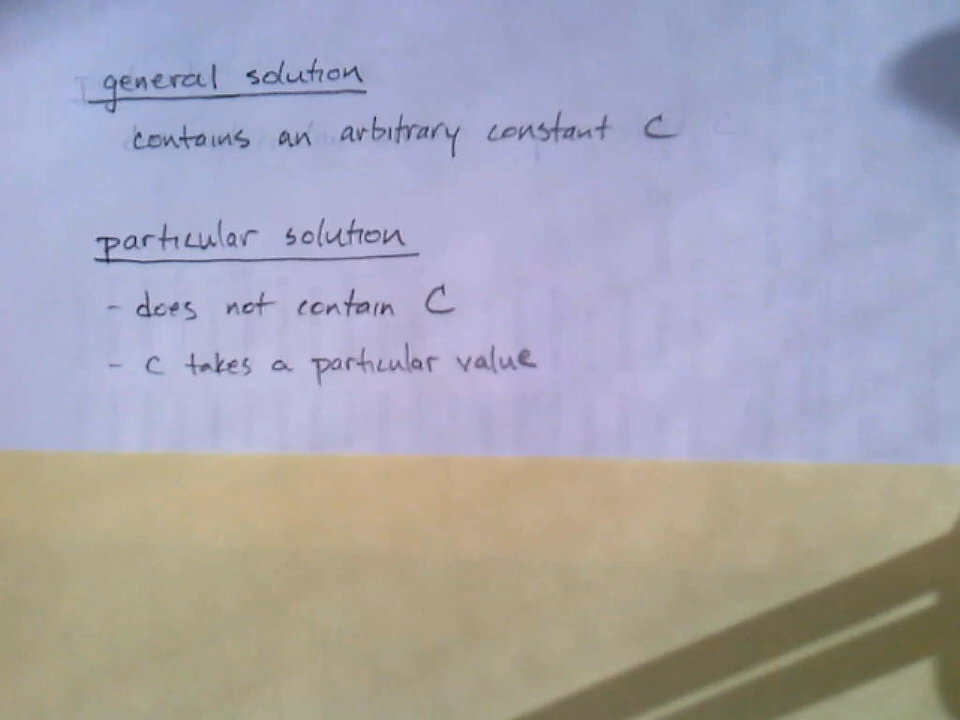 general solution
contains an arbitrary constant C
particular solution
- does not contain C
- C takes a particular value